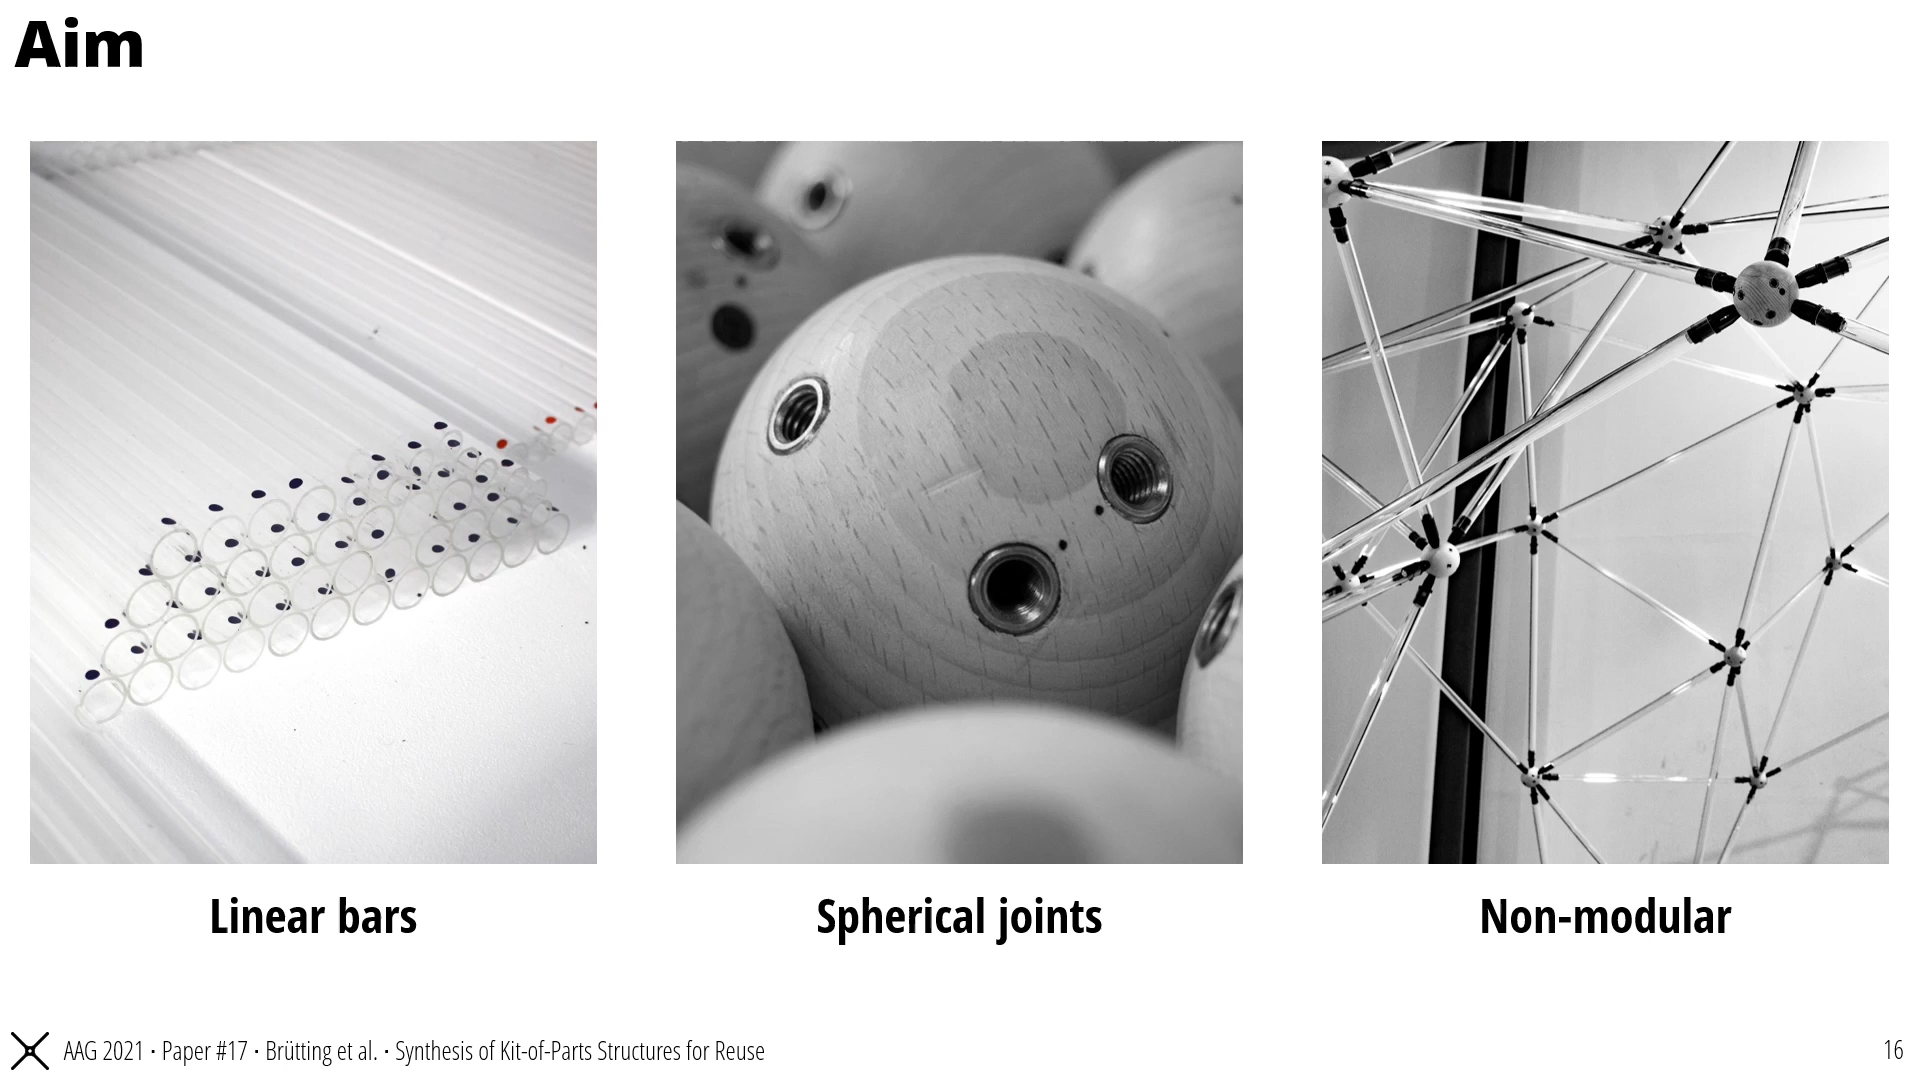 Aim
Linear bars
Spherical joints
Non-modular
AAG 2021 · Paper #17 · Brütting et al. · Synthesis of Kit-of-Parts Structures for Reuse
16